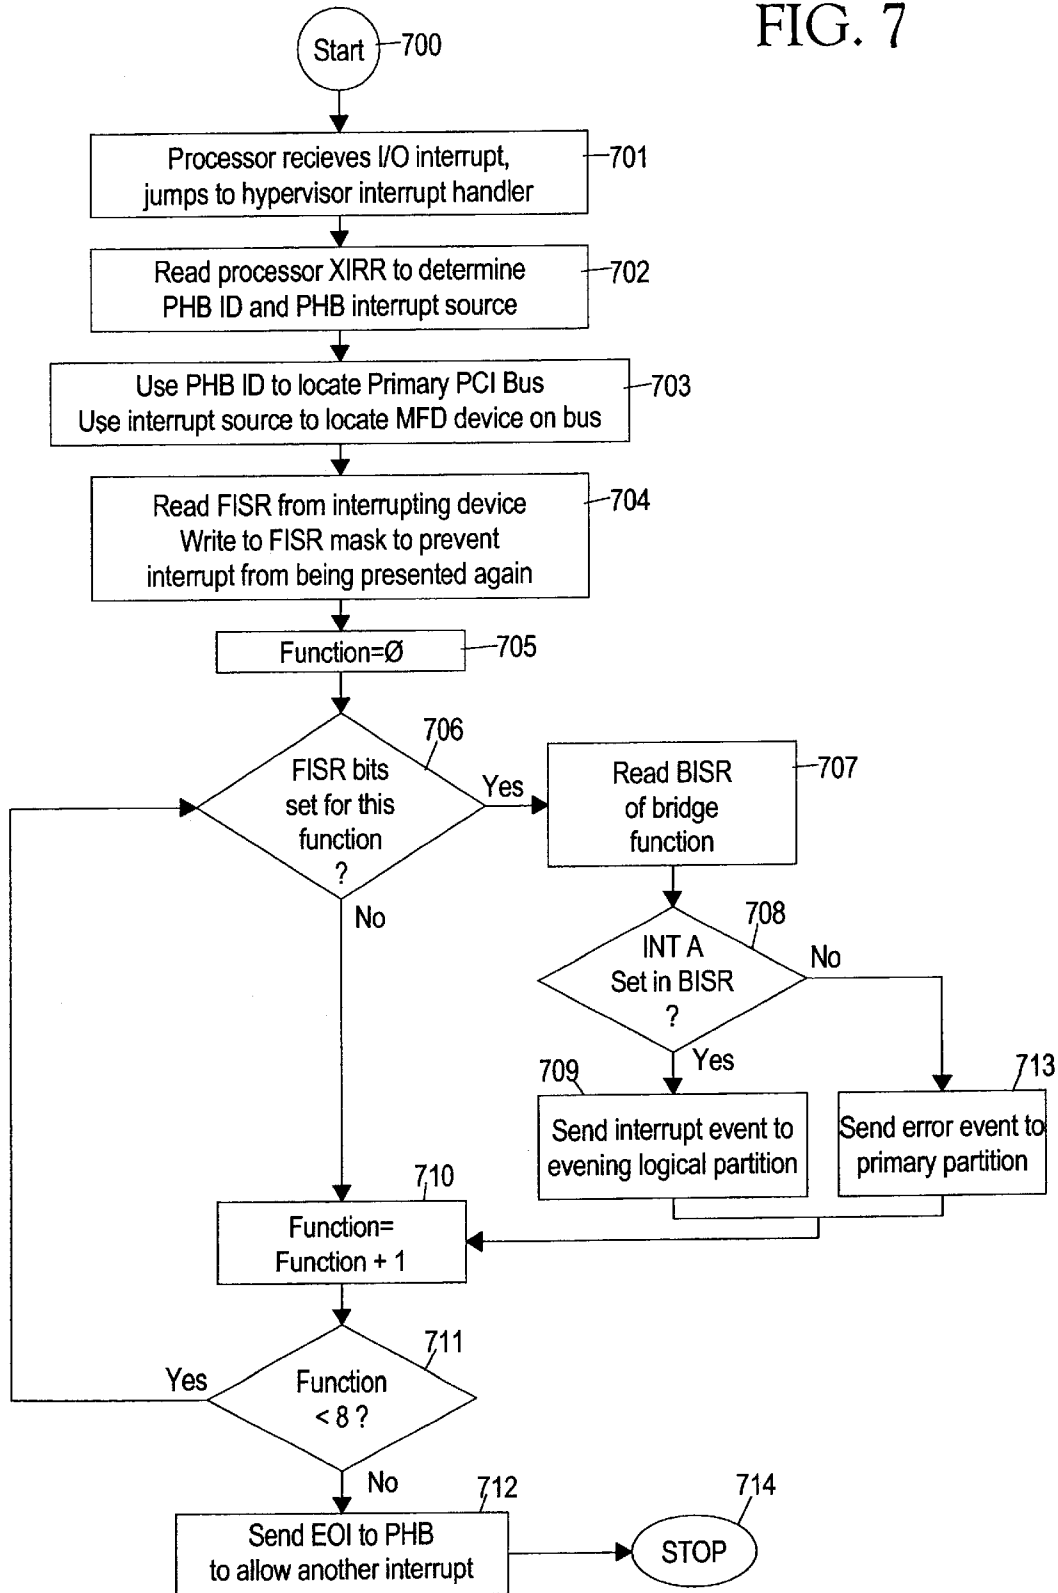 FIG. 7
Start
700
Processor recieves I/O interrupt,
jumps to hypervisor interrupt handler
701
Read processor XIRR to determine
PHB ID and PHB interrupt source
702
Use PHB ID to locate Primary PCI Bus
Use interrupt source to locate MFD device on bus
703
Read FISR from interrupting device
Write to FISR mask to prevent
interrupt from being presented again
704
Function=Ø
705
706
FISR bits
set for this
function
?
Yes
No
Read BISR
of bridge
function
707
708
INT A
Set in BISR
?
No
Yes
709
Send interrupt event to
evening logical partition
713
Send error event to
primary partition
710
Function=
Function + 1
711
Function
< 8 ?
Yes
No
712
Send EOI to PHB
to allow another interrupt
714
STOP